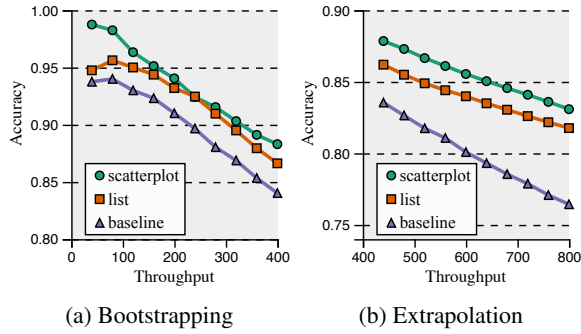 1.00
0.95
0.90
0.85
0.80
Accuracy
scatterplot
list
baseline
0 100 200 300 400
Throughput
(a) Bootstrapping
0.90
0.85
0.80
0.75
Accuracy
scatterplot
list
baseline
400 500 600 700 800
Throughput
(b) Extrapolation